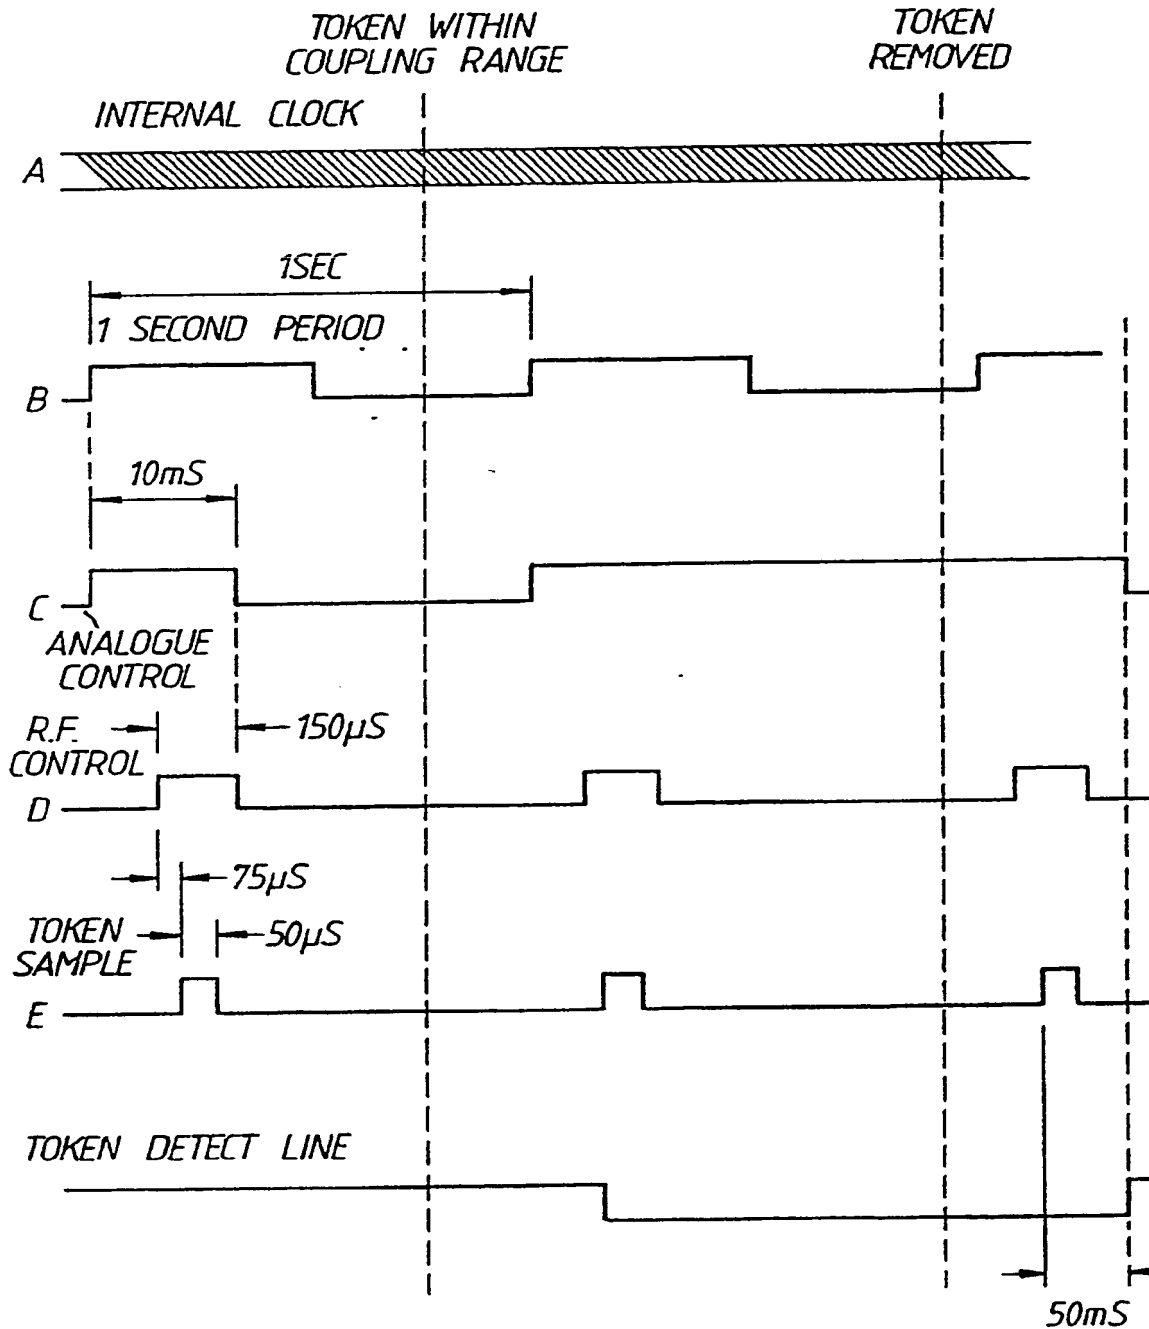 TOKEN WITHIN
COUPLING RANGE
TOKEN
REMOVED
INTERNAL CLOCK
A
1SEC
1 SECOND PERIOD
B
10mS
C
ANALOGUE
CONTROL
R.F.
CONTROL
150µS
D
75µS
TOKEN
SAMPLE
50µS
E
TOKEN DETECT LINE
50mS